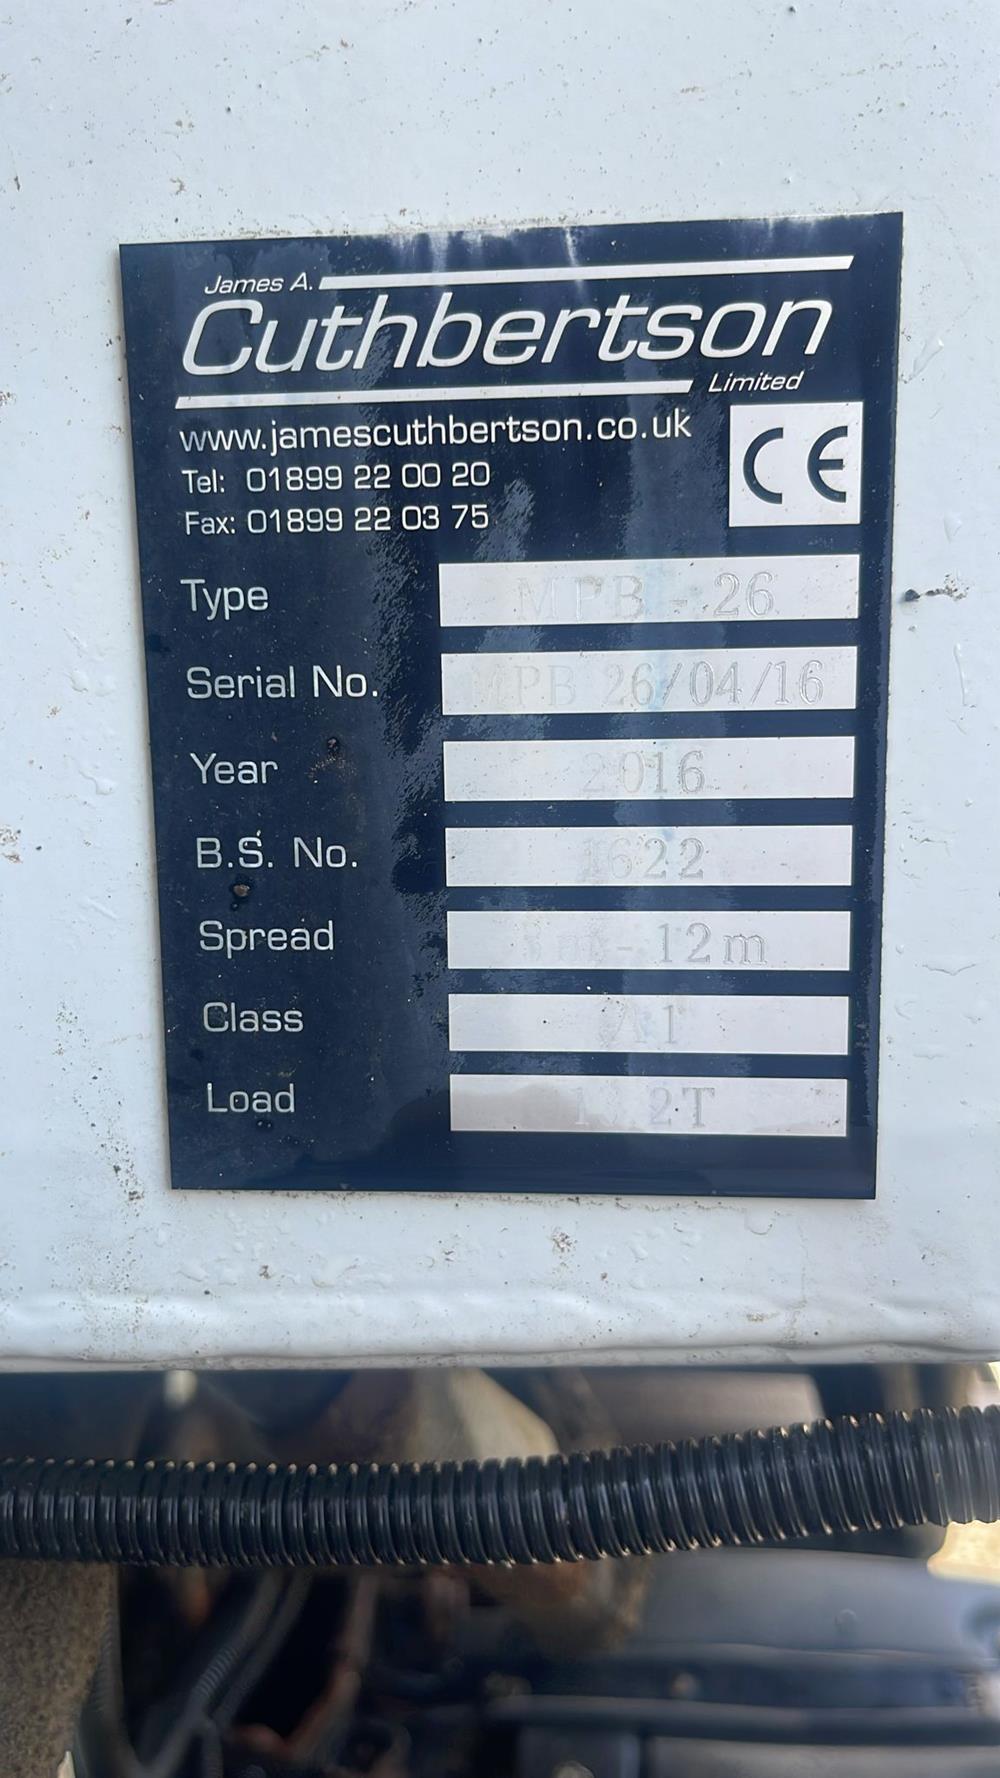 James A.
Cuthbertson
Limited
www.jamescuthbertson.co.uk
Tel: 01899 22 00 20
Fax: 01899 22 03 75
CE
Type MPB - 26
Serial No. MPB 26/04/16
Year 2016
B.S. No. 1622
Spread - 12m
Class A1
Load